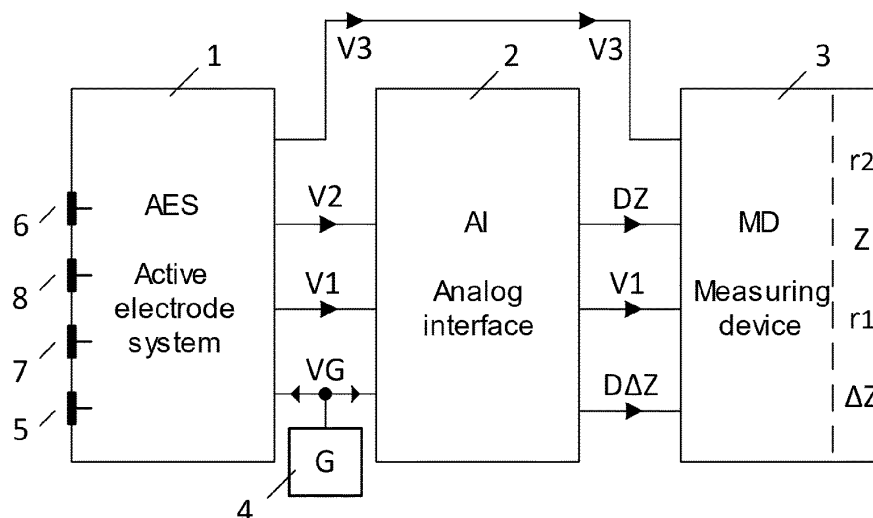 V3 V3
1 2 3
r2
6 AES V2 AI DZ MD
Z
8 Active V1 Analog V1 Measuring
electrode interface device r1
7 system
VG DΔZ ΔZ
5
4 G